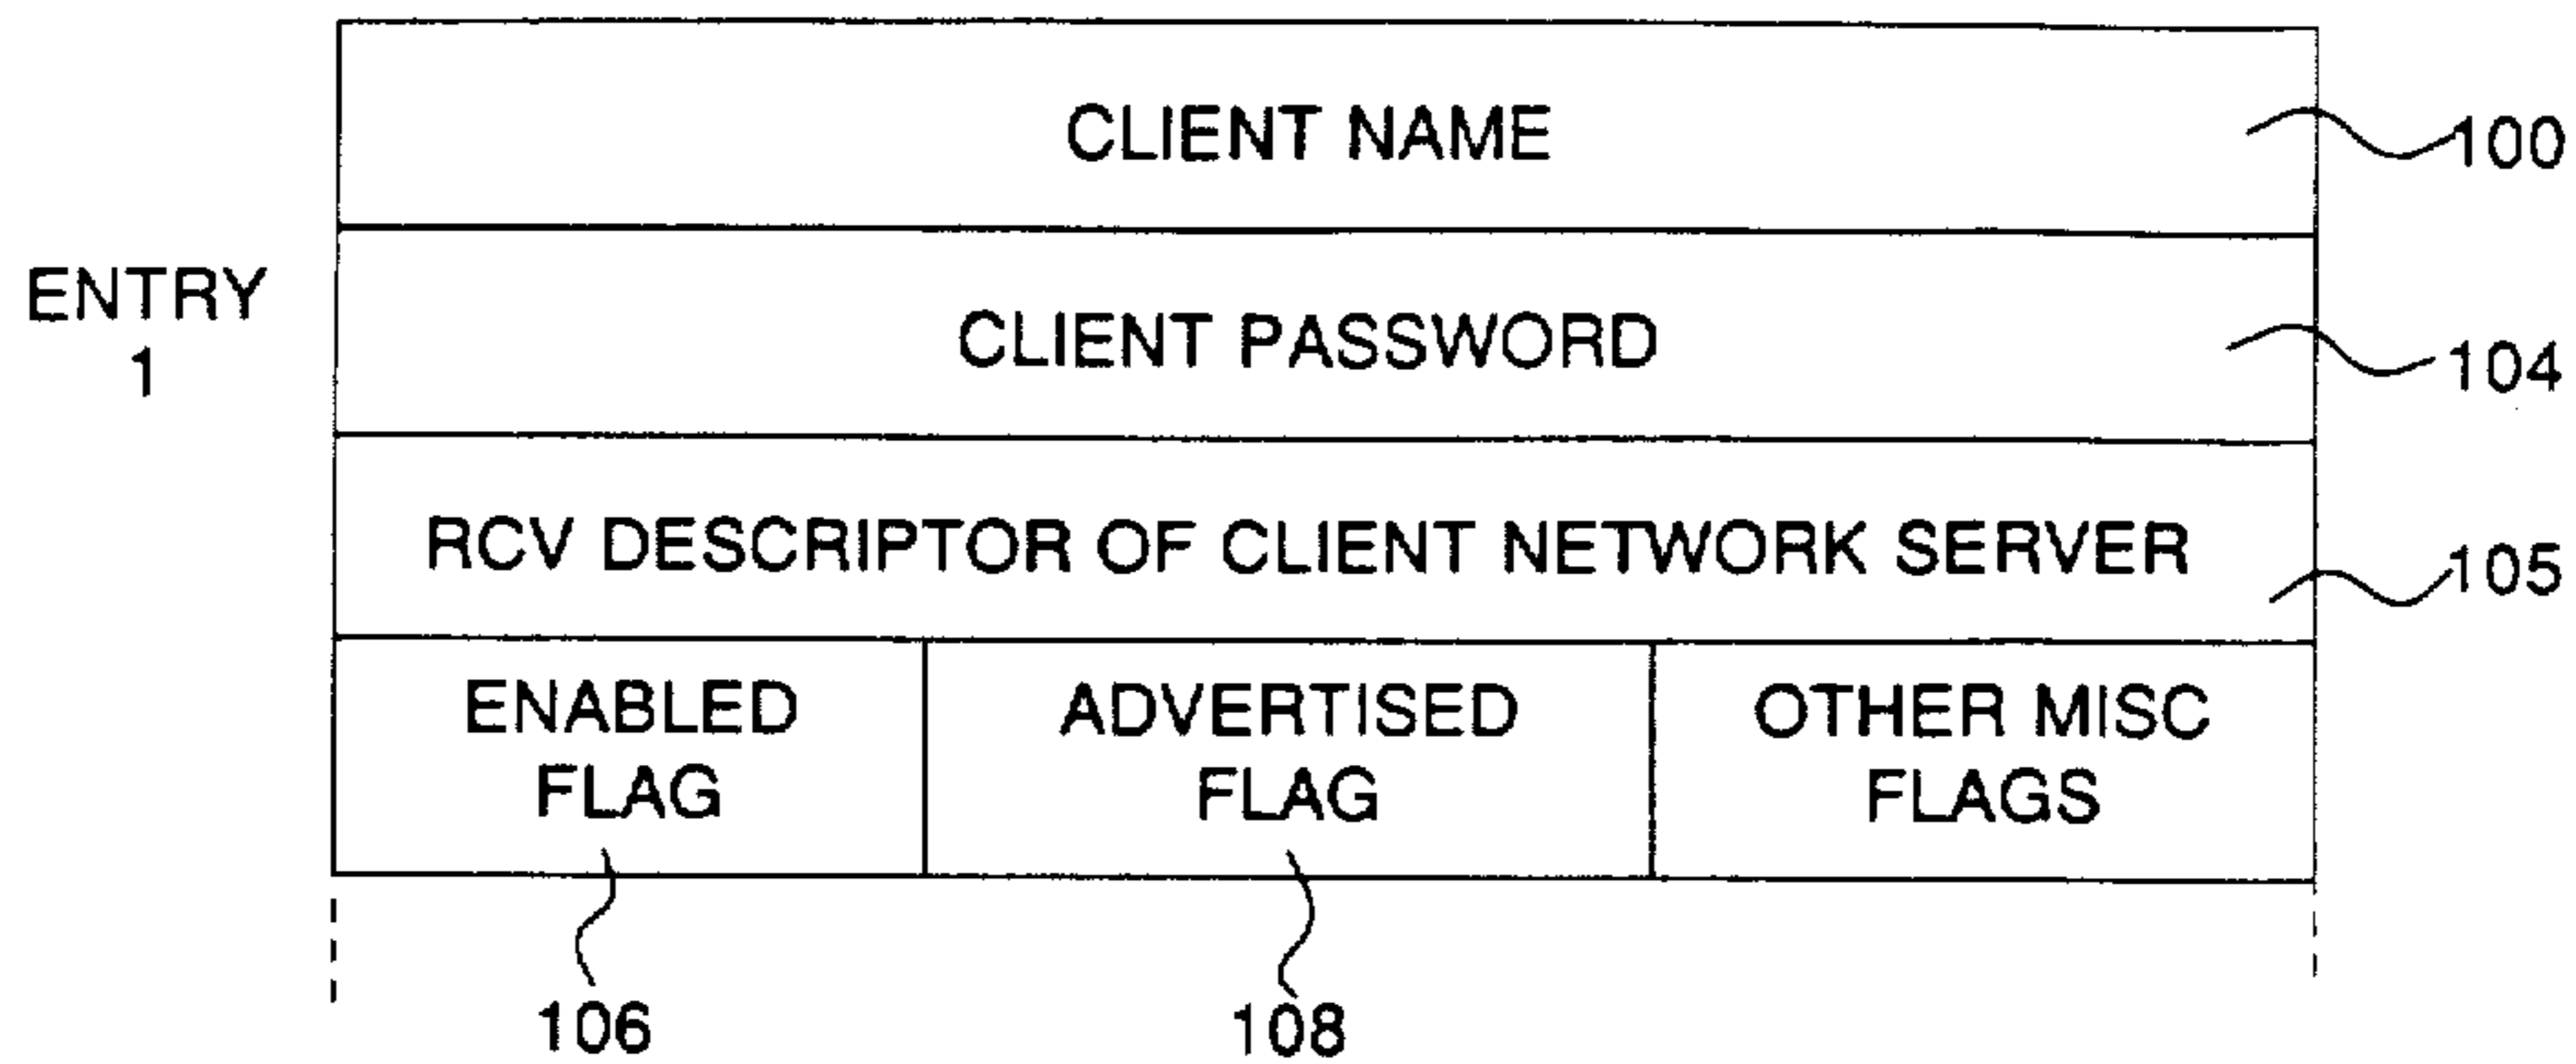 CLIENT NAME
100
ENTRY
1
CLIENT PASSWORD
104
RCV DESCRIPTOR OF CLIENT NETWORK SERVER
105
ENABLED
FLAG
ADVERTISED
FLAG
OTHER MISC
FLAGS
106
108